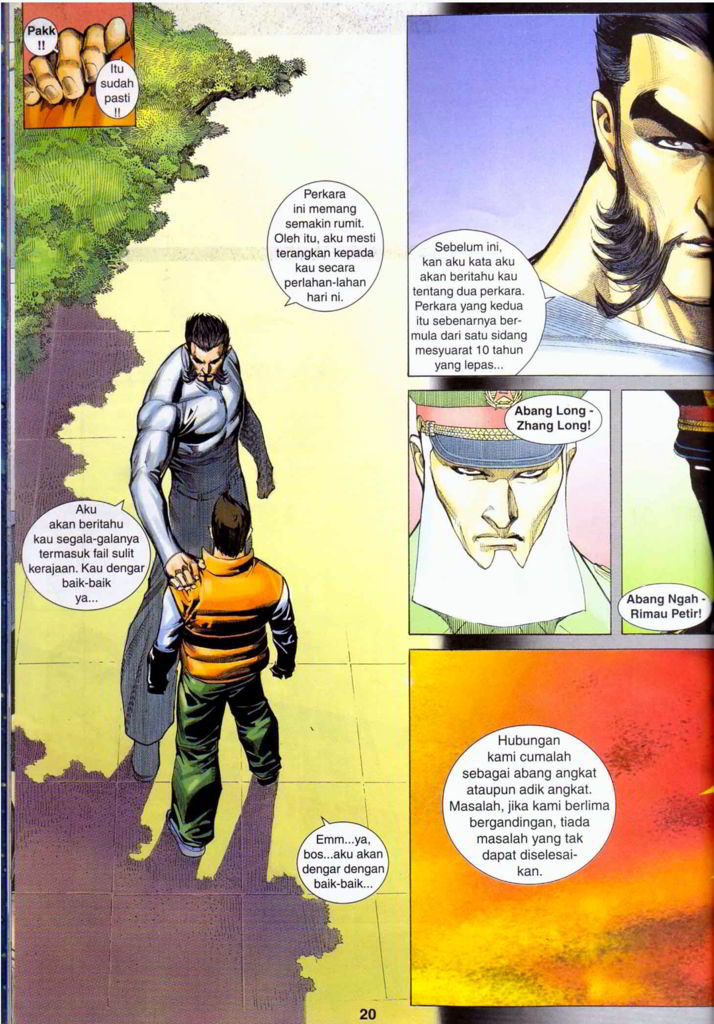 Pakk
!!
Itu
sudah
pasti
!!
Perkara
ini memang
semakin rumit.
Oleh itu, aku mesti
terangkan kepada
kau secara
perlahan-lahan
hari ni.
Aku
akan beritahu
kau segala-galanya
termasuk fail sulit
kerajaan. Kau dengar
baik-baik
ya...
Emm...ya,
bos...aku akan
dengar dengan
baik-baik...
Sebelum ini,
kan aku kata aku
akan beritahu kau
tentang dua perkara.
Perkara yang kedua
itu sebenarnya ber-
mula dari satu sidang
mesyuarat 10 tahun
yang lepas...
Abang Long -
Zhang Long!
Abang Ngah -
Rimau Petir!
Hubungan
kami cumalah
sebagai abang angkat
ataupun adik angkat.
Masalah, jika kami berlima
bergandingan, tiada
masalah yang tak
dapat diselesai-
kan.
20